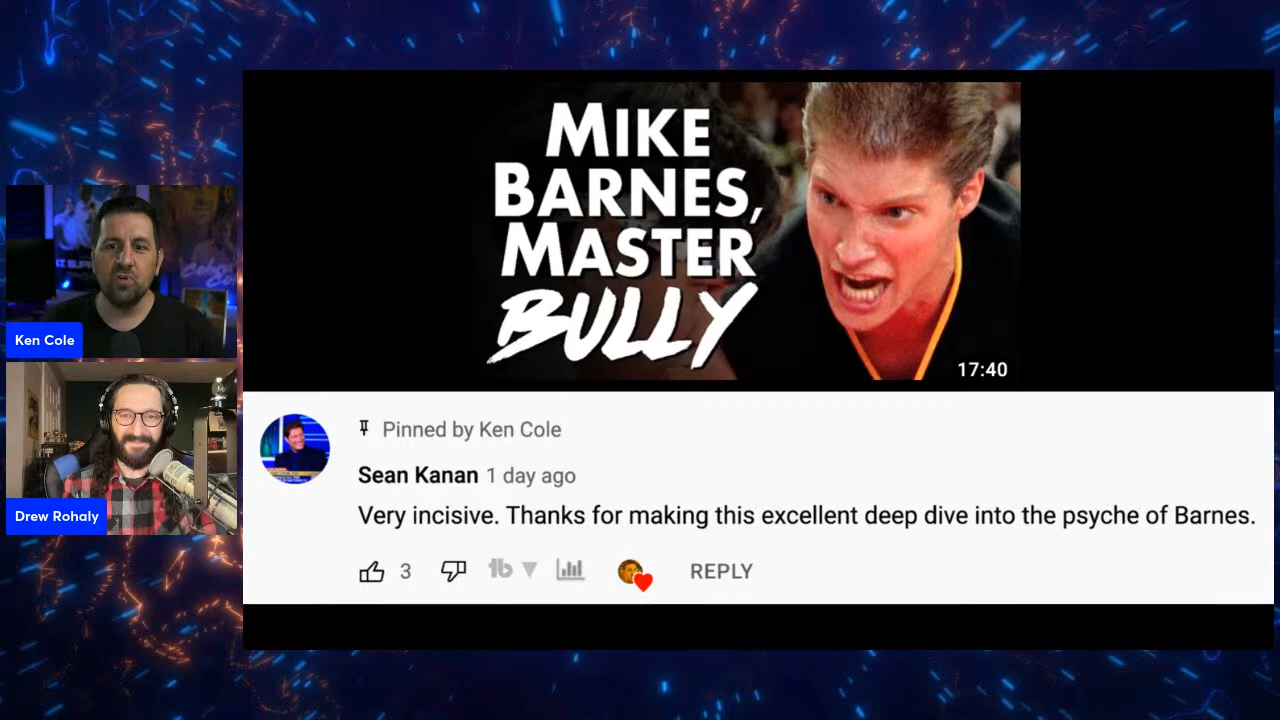 MIKE
BARNES,
MASTER
BULLY
17:40
Ken Cole
Drew Rohaly
Pinned by Ken Cole
Sean Kanan 1 day ago
Very incisive. Thanks for making this excellent deep dive into the psyche of Barnes.
3
tb
REPLY